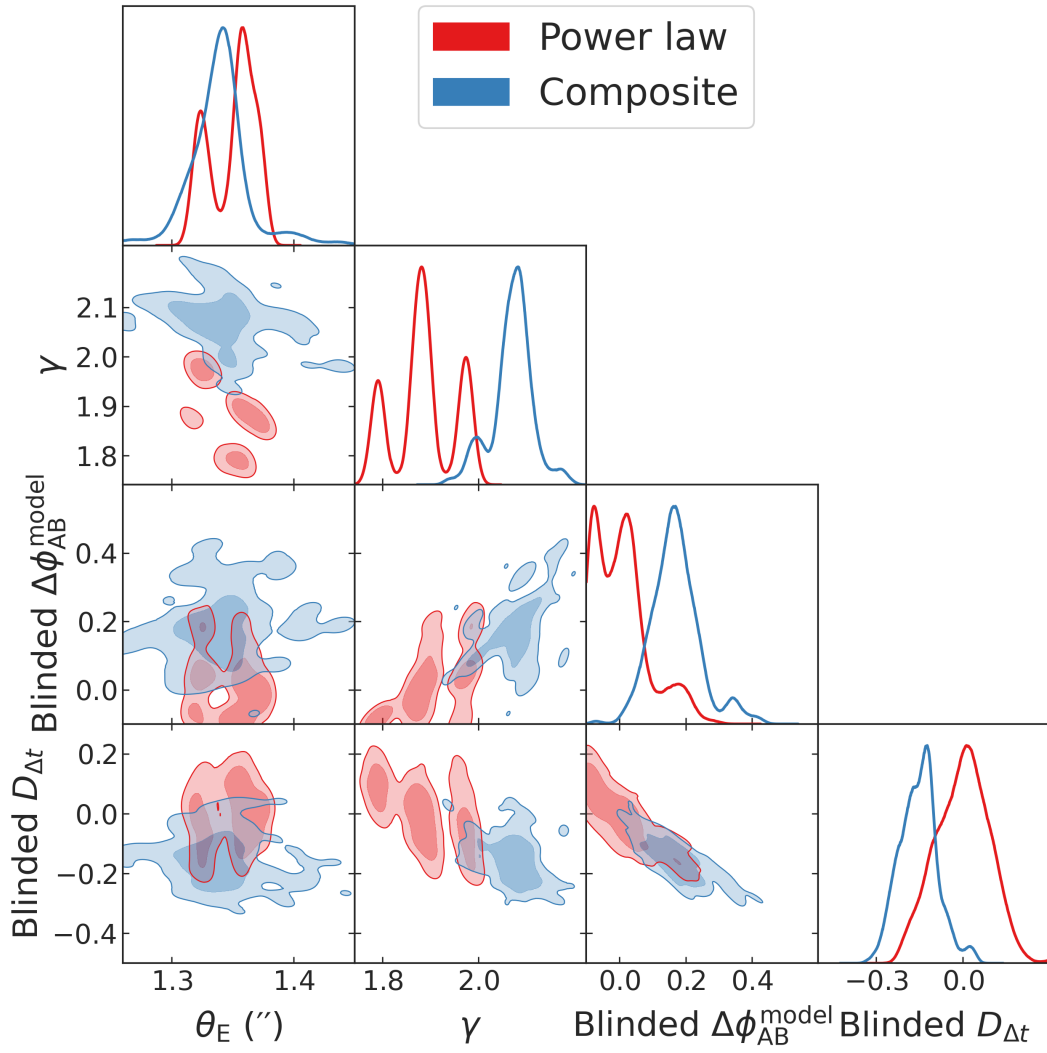 Power law
Composite
γ
2.1
2.0
1.9
1.8
Blinded Δϕ_AB^model
0.4
0.2
0.0
Blinded D_Δt
0.2
0.0
−0.2
−0.4
1.3
1.4
1.8
2.0
0.0
0.2
0.4
−0.3
0.0
θ_E (″)
γ
Blinded Δϕ_AB^model
Blinded D_Δt